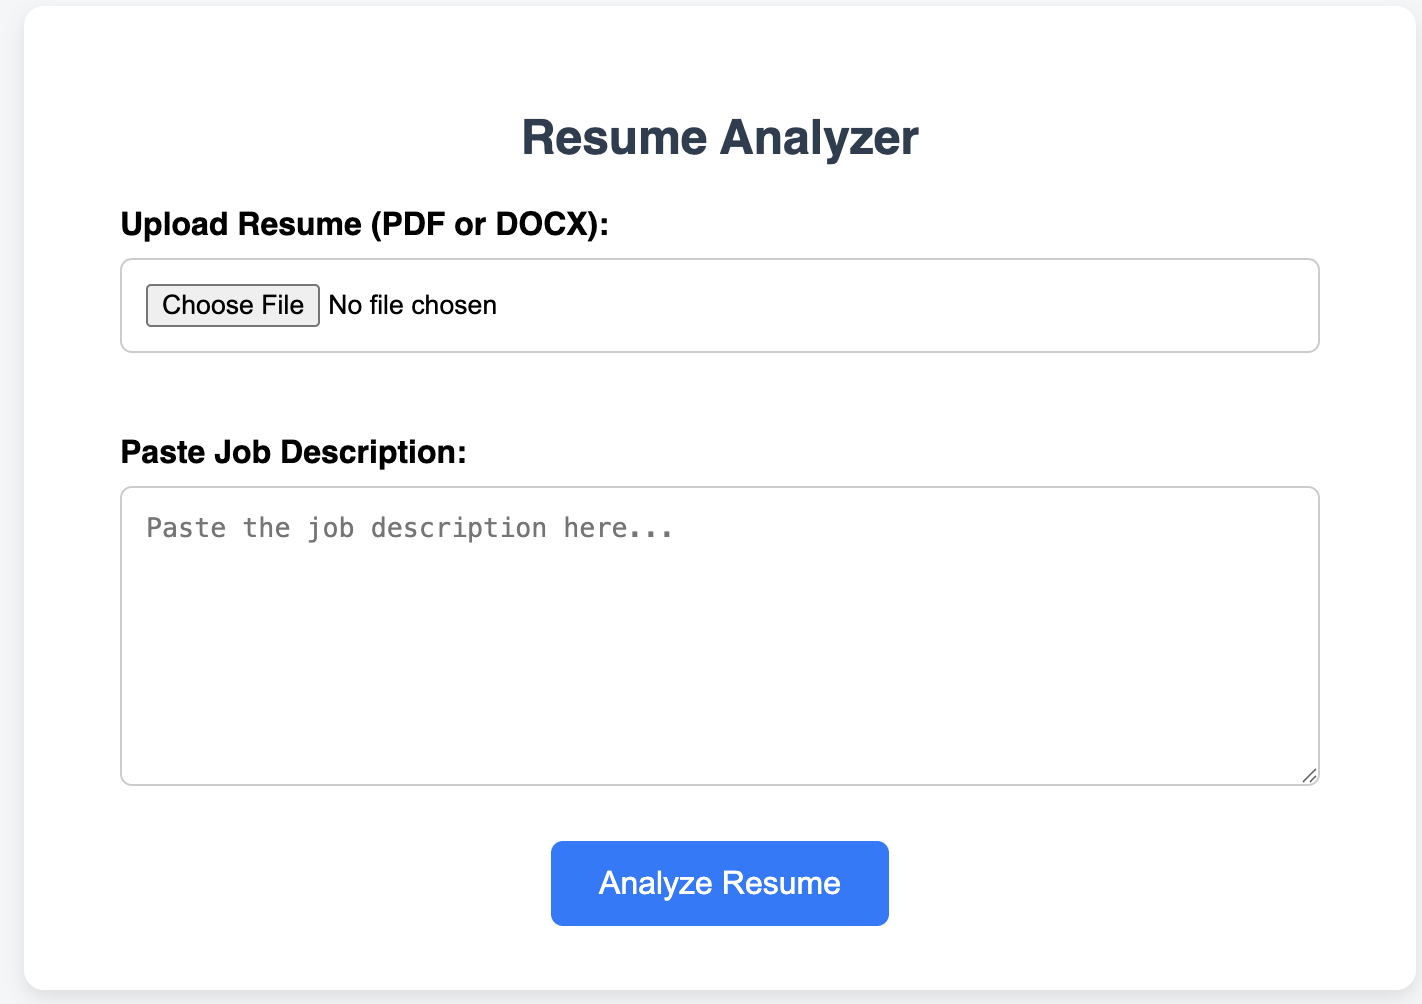 Resume Analyzer
Upload Resume (PDF or DOCX):
Choose File No file chosen
Paste Job Description:
Paste the job description here...
Analyze Resume